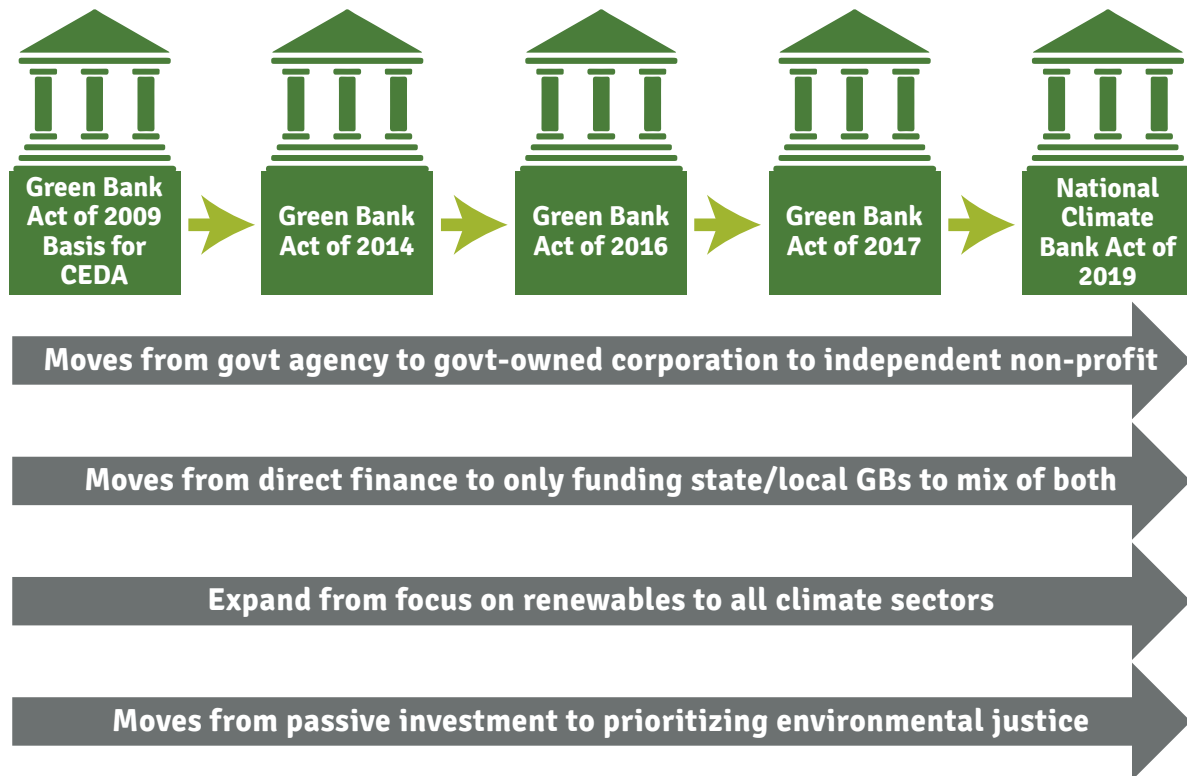 Green Bank
Act of 2009
Basis for
CEDA
Green Bank
Act of 2014
Green Bank
Act of 2016
Green Bank
Act of 2017
National
Climate
Bank Act of
2019
Moves from govt agency to govt-owned corporation to independent non-profit
Moves from direct finance to only funding state/local GBs to mix of both
Expand from focus on renewables to all climate sectors
Moves from passive investment to prioritizing environmental justice